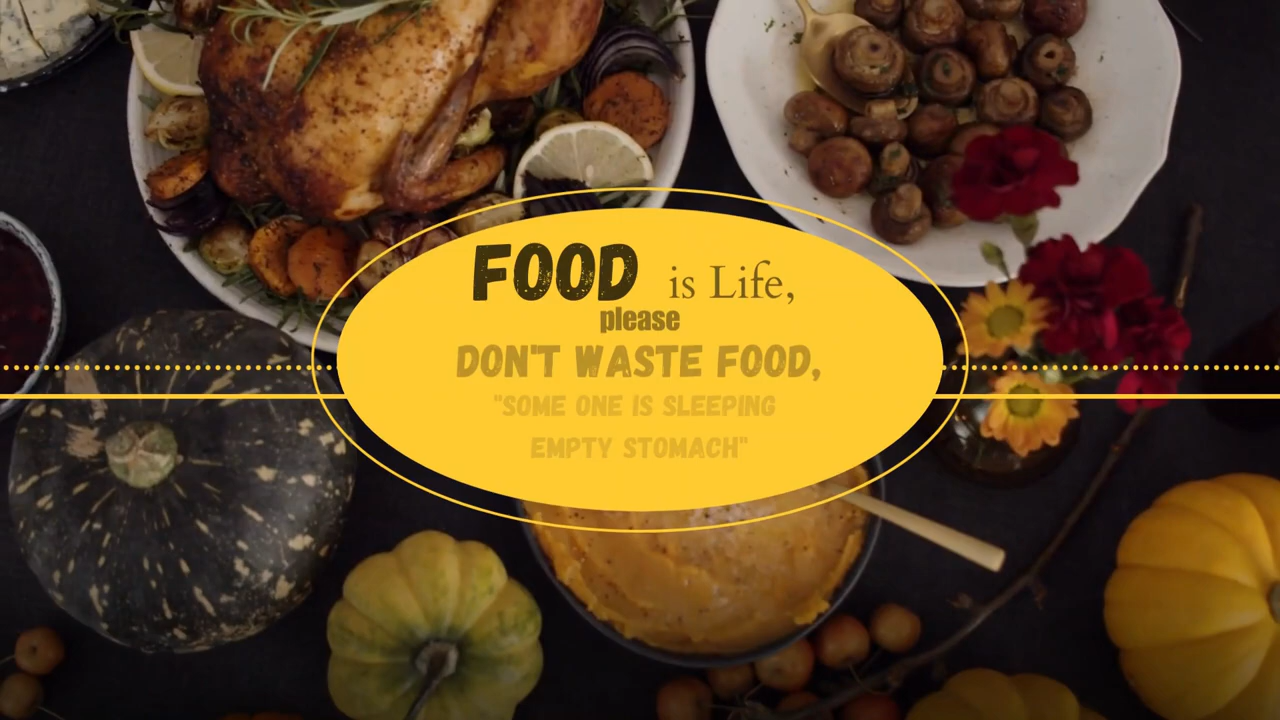 FOOD is Life,
please
DON'T WASTE FOOD,
"SOME ONE IS SLEEPING
EMPTY STOMACH"